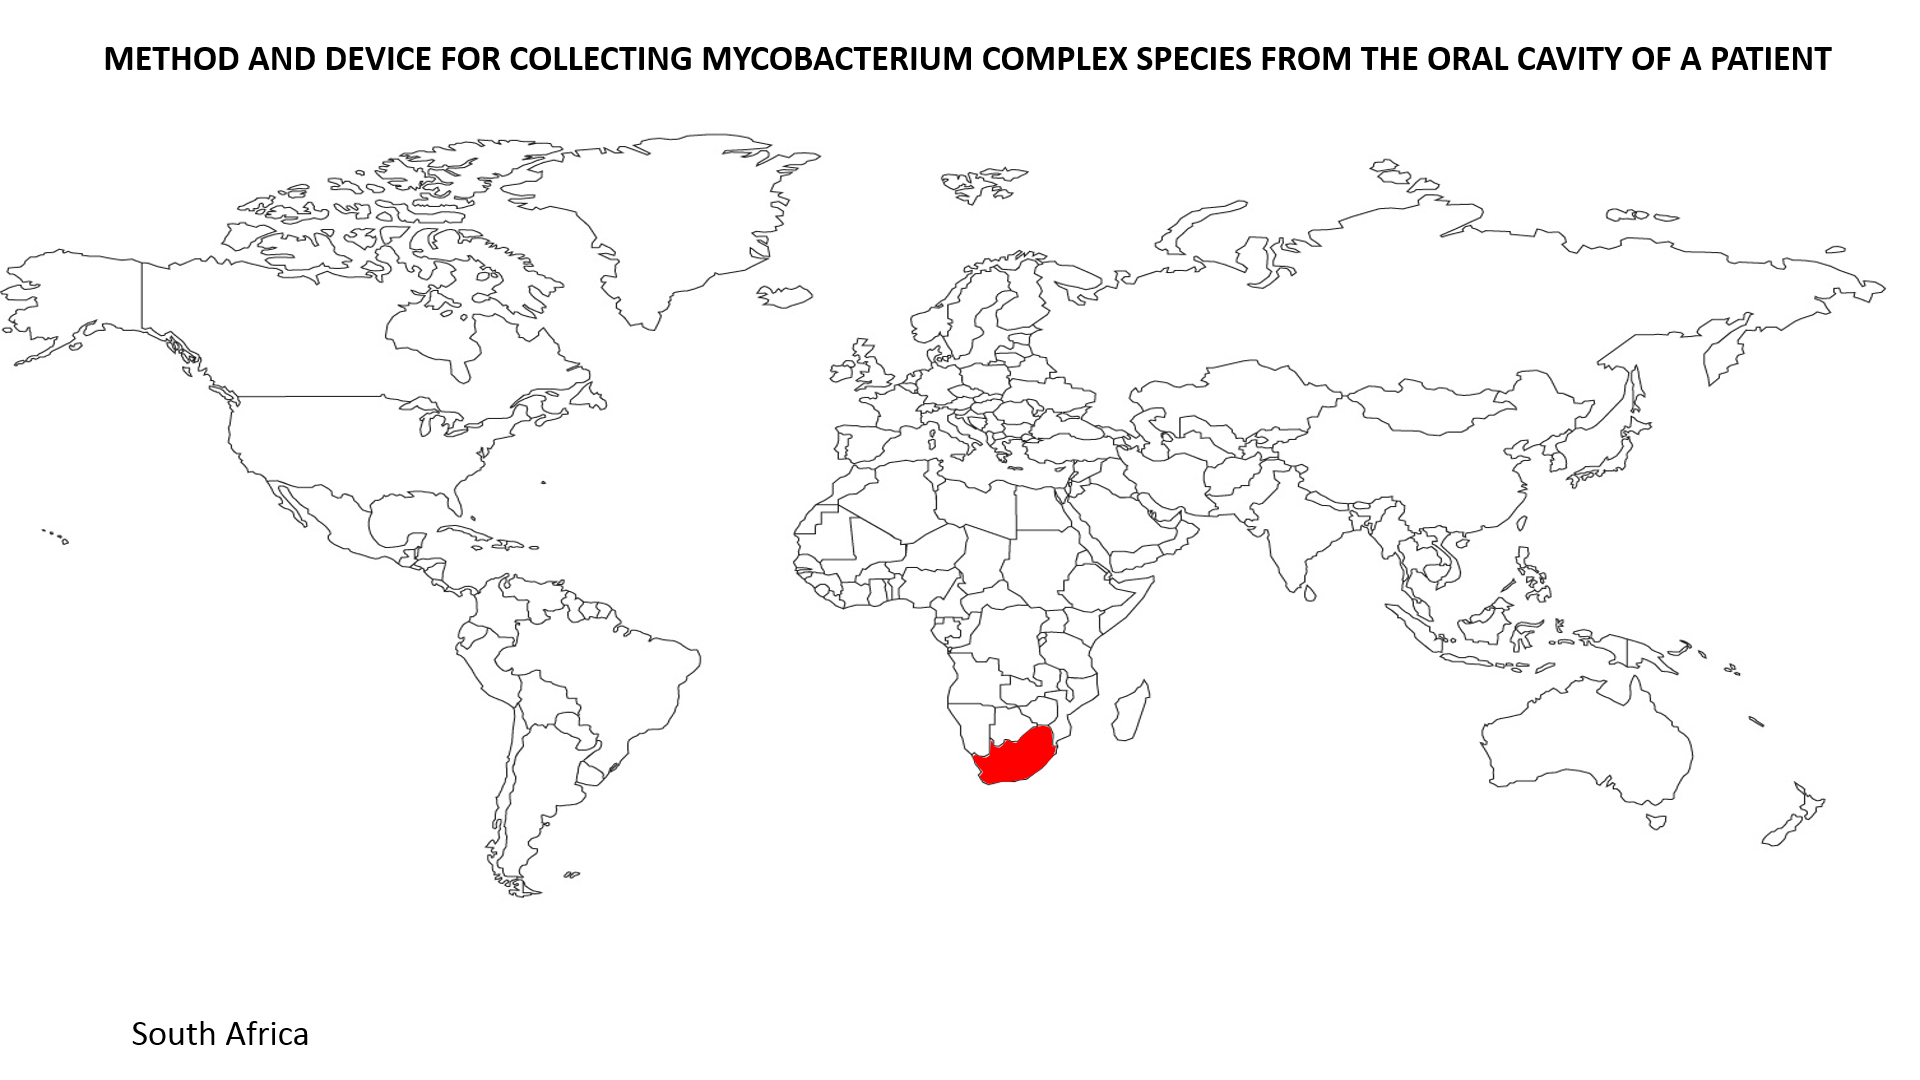 METHOD AND DEVICE FOR COLLECTING MYCOBACTERIUM COMPLEX SPECIES FROM THE ORAL CAVITY OF A PATIENT
South Africa